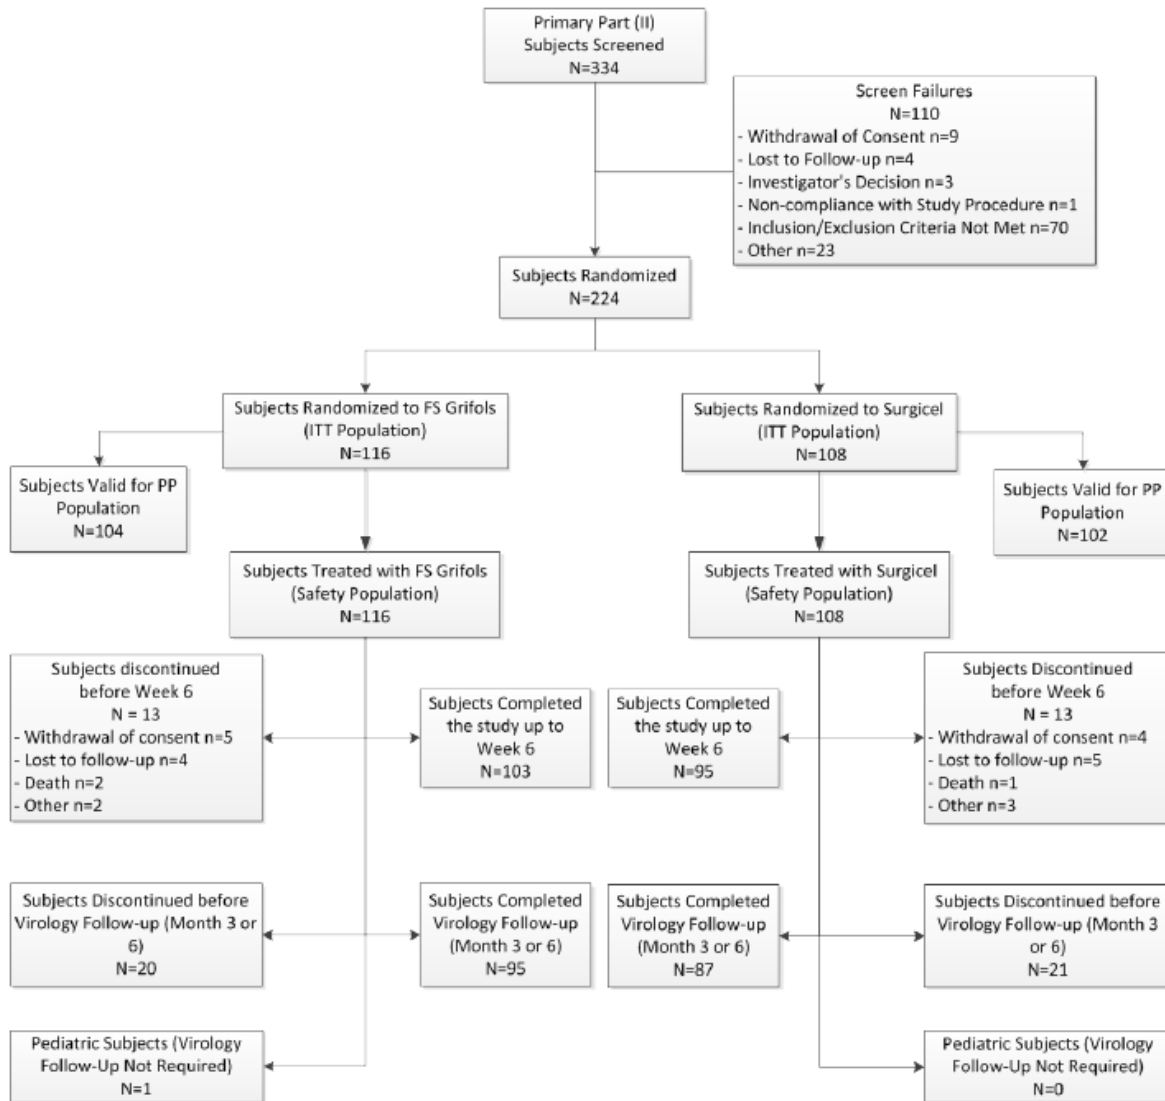 Primary Part (II)
Subjects Screened
N=334
Screen Failures
N=110
- Withdrawal of Consent n=9
- Lost to Follow-up n=4
- Investigator's Decision n=3
- Non-compliance with Study Procedure n=1
- Inclusion/Exclusion Criteria Not Met n=70
- Other n=23
Subjects Randomized
N=224
Subjects Randomized to FS Grifols
(ITT Population)
N=116
Subjects Randomized to Surgicel
(ITT Population)
N=108
Subjects Valid for PP
Population
N=104
Subjects Valid for PP
Population
N=102
Subjects Treated with FS Grifols
(Safety Population)
N=116
Subjects Treated with Surgicel
(Safety Population)
N=108
Subjects discontinued
before Week 6
N = 13
- Withdrawal of consent n=5
- Lost to follow-up n=4
- Death n=2
- Other n=2
Subjects Completed
the study up to
Week 6
N=103
Subjects Completed
the study up to
Week 6
N=95
Subjects Discontinued
before Week 6
N = 13
- Withdrawal of consent n=4
- Lost to follow-up n=5
- Death n=1
- Other n=3
Subjects Discontinued before
Virology Follow-up (Month 3 or
6)
N=20
Subjects Completed
Virology Follow-up
(Month 3 or 6)
N=95
Subjects Completed
Virology Follow-up
(Month 3 or 6)
N=87
Subjects Discontinued before
Virology Follow-up (Month 3
or 6)
N=21
Pediatric Subjects (Virology
Follow-Up Not Required)
N=1
Pediatric Subjects (Virology
Follow-Up Not Required)
N=0